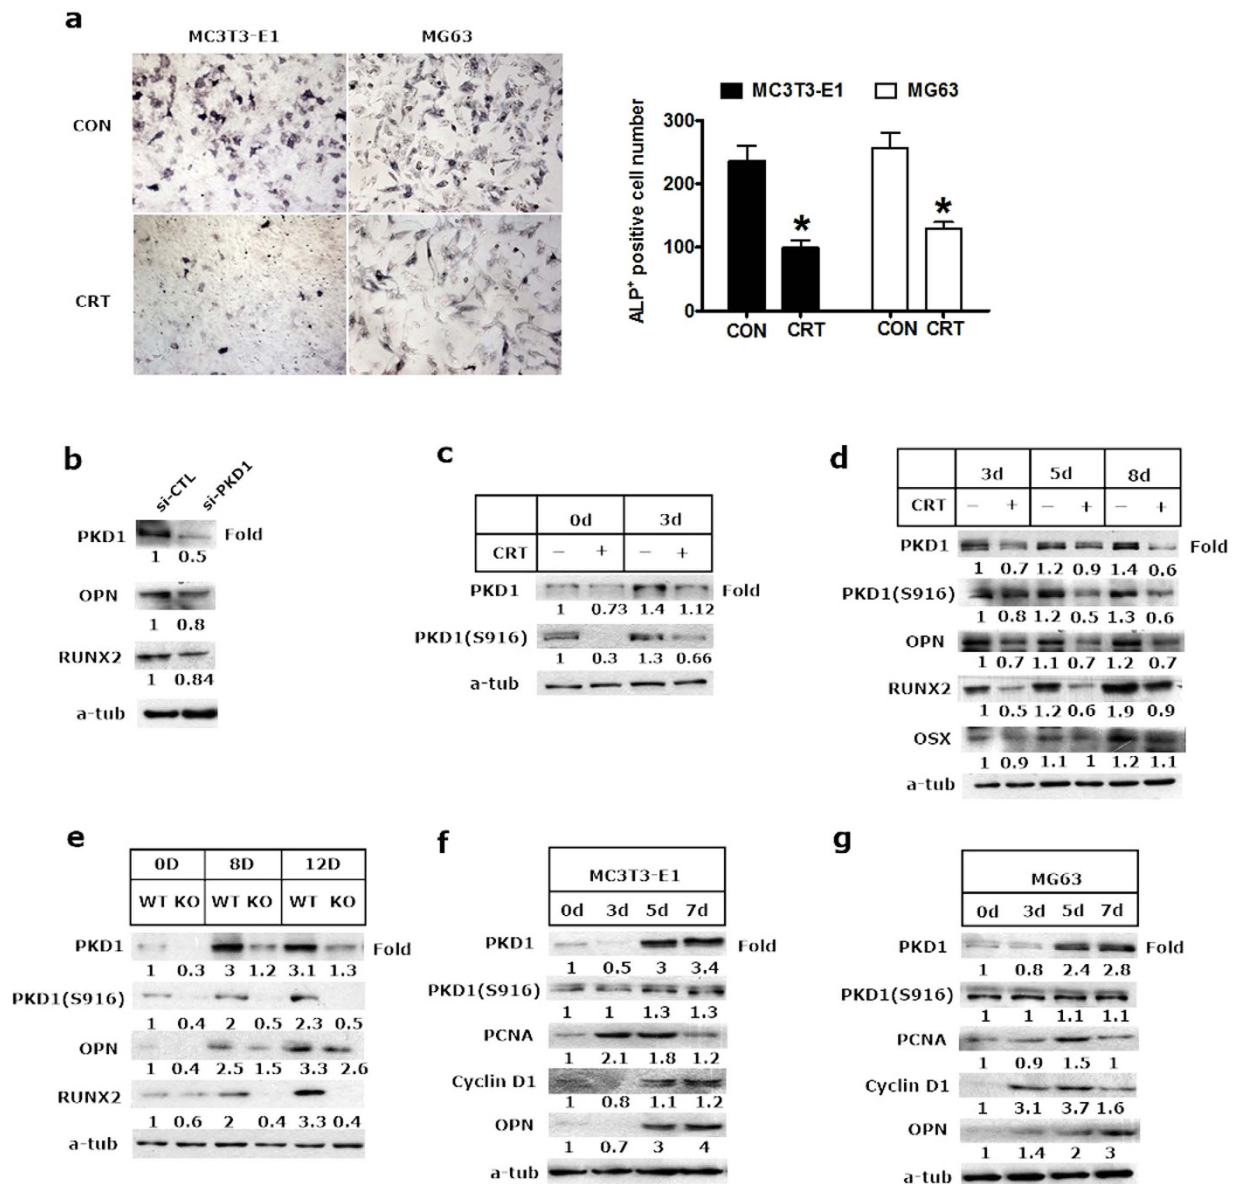 a
MC3T3-E1 MG63
CON
CRT
MC3T3-E1 MG63
ALP+ positive cell number
300
200
100
0
* *
CON CRT CON CRT
b
si-CTL si-PKD1
PKD1 Fold
1 0.5
OPN
1 0.8
RUNX2
1 0.84
a-tub
c
0d 3d
CRT − + − +
PKD1 Fold
1 0.73 1.4 1.12
PKD1(S916)
1 0.3 1.3 0.66
a-tub
d
3d 5d 8d
CRT − + − + − +
PKD1 Fold
1 0.7 1.2 0.9 1.4 0.6
PKD1(S916)
1 0.8 1.2 0.5 1.3 0.6
OPN
1 0.7 1.1 0.7 1.2 0.7
RUNX2
1 0.5 1.2 0.6 1.9 0.9
OSX
1 0.9 1.1 1 1.2 1.1
a-tub
e
0D 8D 12D
WT KO WT KO WT KO
PKD1 Fold
1 0.3 3 1.2 3.1 1.3
PKD1(S916)
1 0.4 2 0.5 2.3 0.5
OPN
1 0.4 2.5 1.5 3.3 2.6
RUNX2
1 0.6 2 0.4 3.3 0.4
a-tub
f
MC3T3-E1
0d 3d 5d 7d
PKD1 Fold
1 0.5 3 3.4
PKD1(S916)
1 1 1.3 1.3
PCNA
1 2.1 1.8 1.2
Cyclin D1
1 0.8 1.1 1.2
OPN
1 0.7 3 4
a-tub
g
MG63
0d 3d 5d 7d
PKD1 Fold
1 0.8 2.4 2.8
PKD1(S916)
1 1 1.1 1.1
PCNA
1 0.9 1.5 1
Cyclin D1
1 3.1 3.7 1.6
OPN
1 1.4 2 3
a-tub